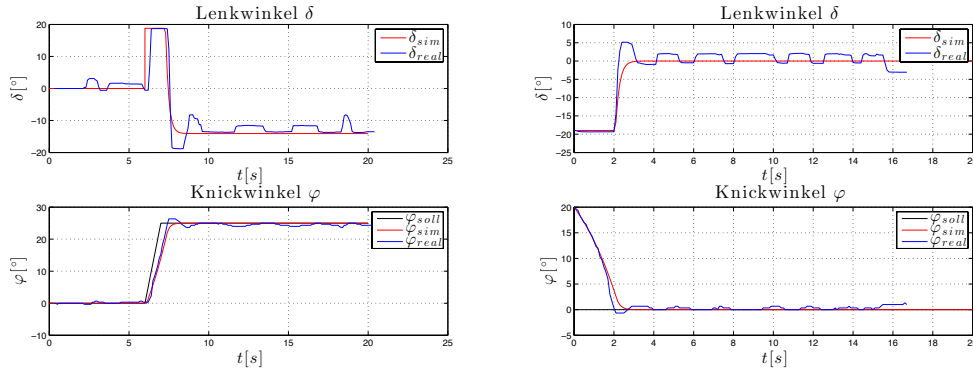 Lenkwinkel δ
20
10
0
−10
−20
δ[°]
δ_sim
δ_real
0 5 10 15 20 25
t[s]
Knickwinkel φ
30
20
10
0
−10
φ[°]
φ_soll
φ_sim
φ_real
0 5 10 15 20 25
t[s]
Lenkwinkel δ
10
5
0
−5
−10
−15
−20
−25
δ[°]
δ_sim
δ_real
0 2 4 6 8 10 12 14 16 18 20
t[s]
Knickwinkel φ
20
15
10
5
0
−5
φ[°]
φ_soll
φ_sim
φ_real
0 2 4 6 8 10 12 14 16 18 20
t[s]